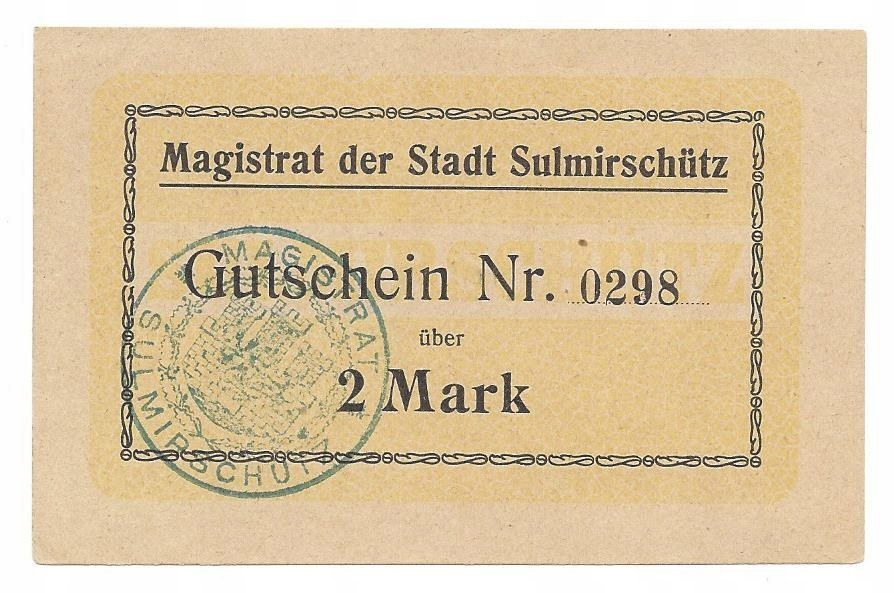 Magistrat der Stadt Sulmirschütz
Gutschein Nr. 0298
über
2 Mark
MAGISTRAT
SULMIRSCHÜTZ